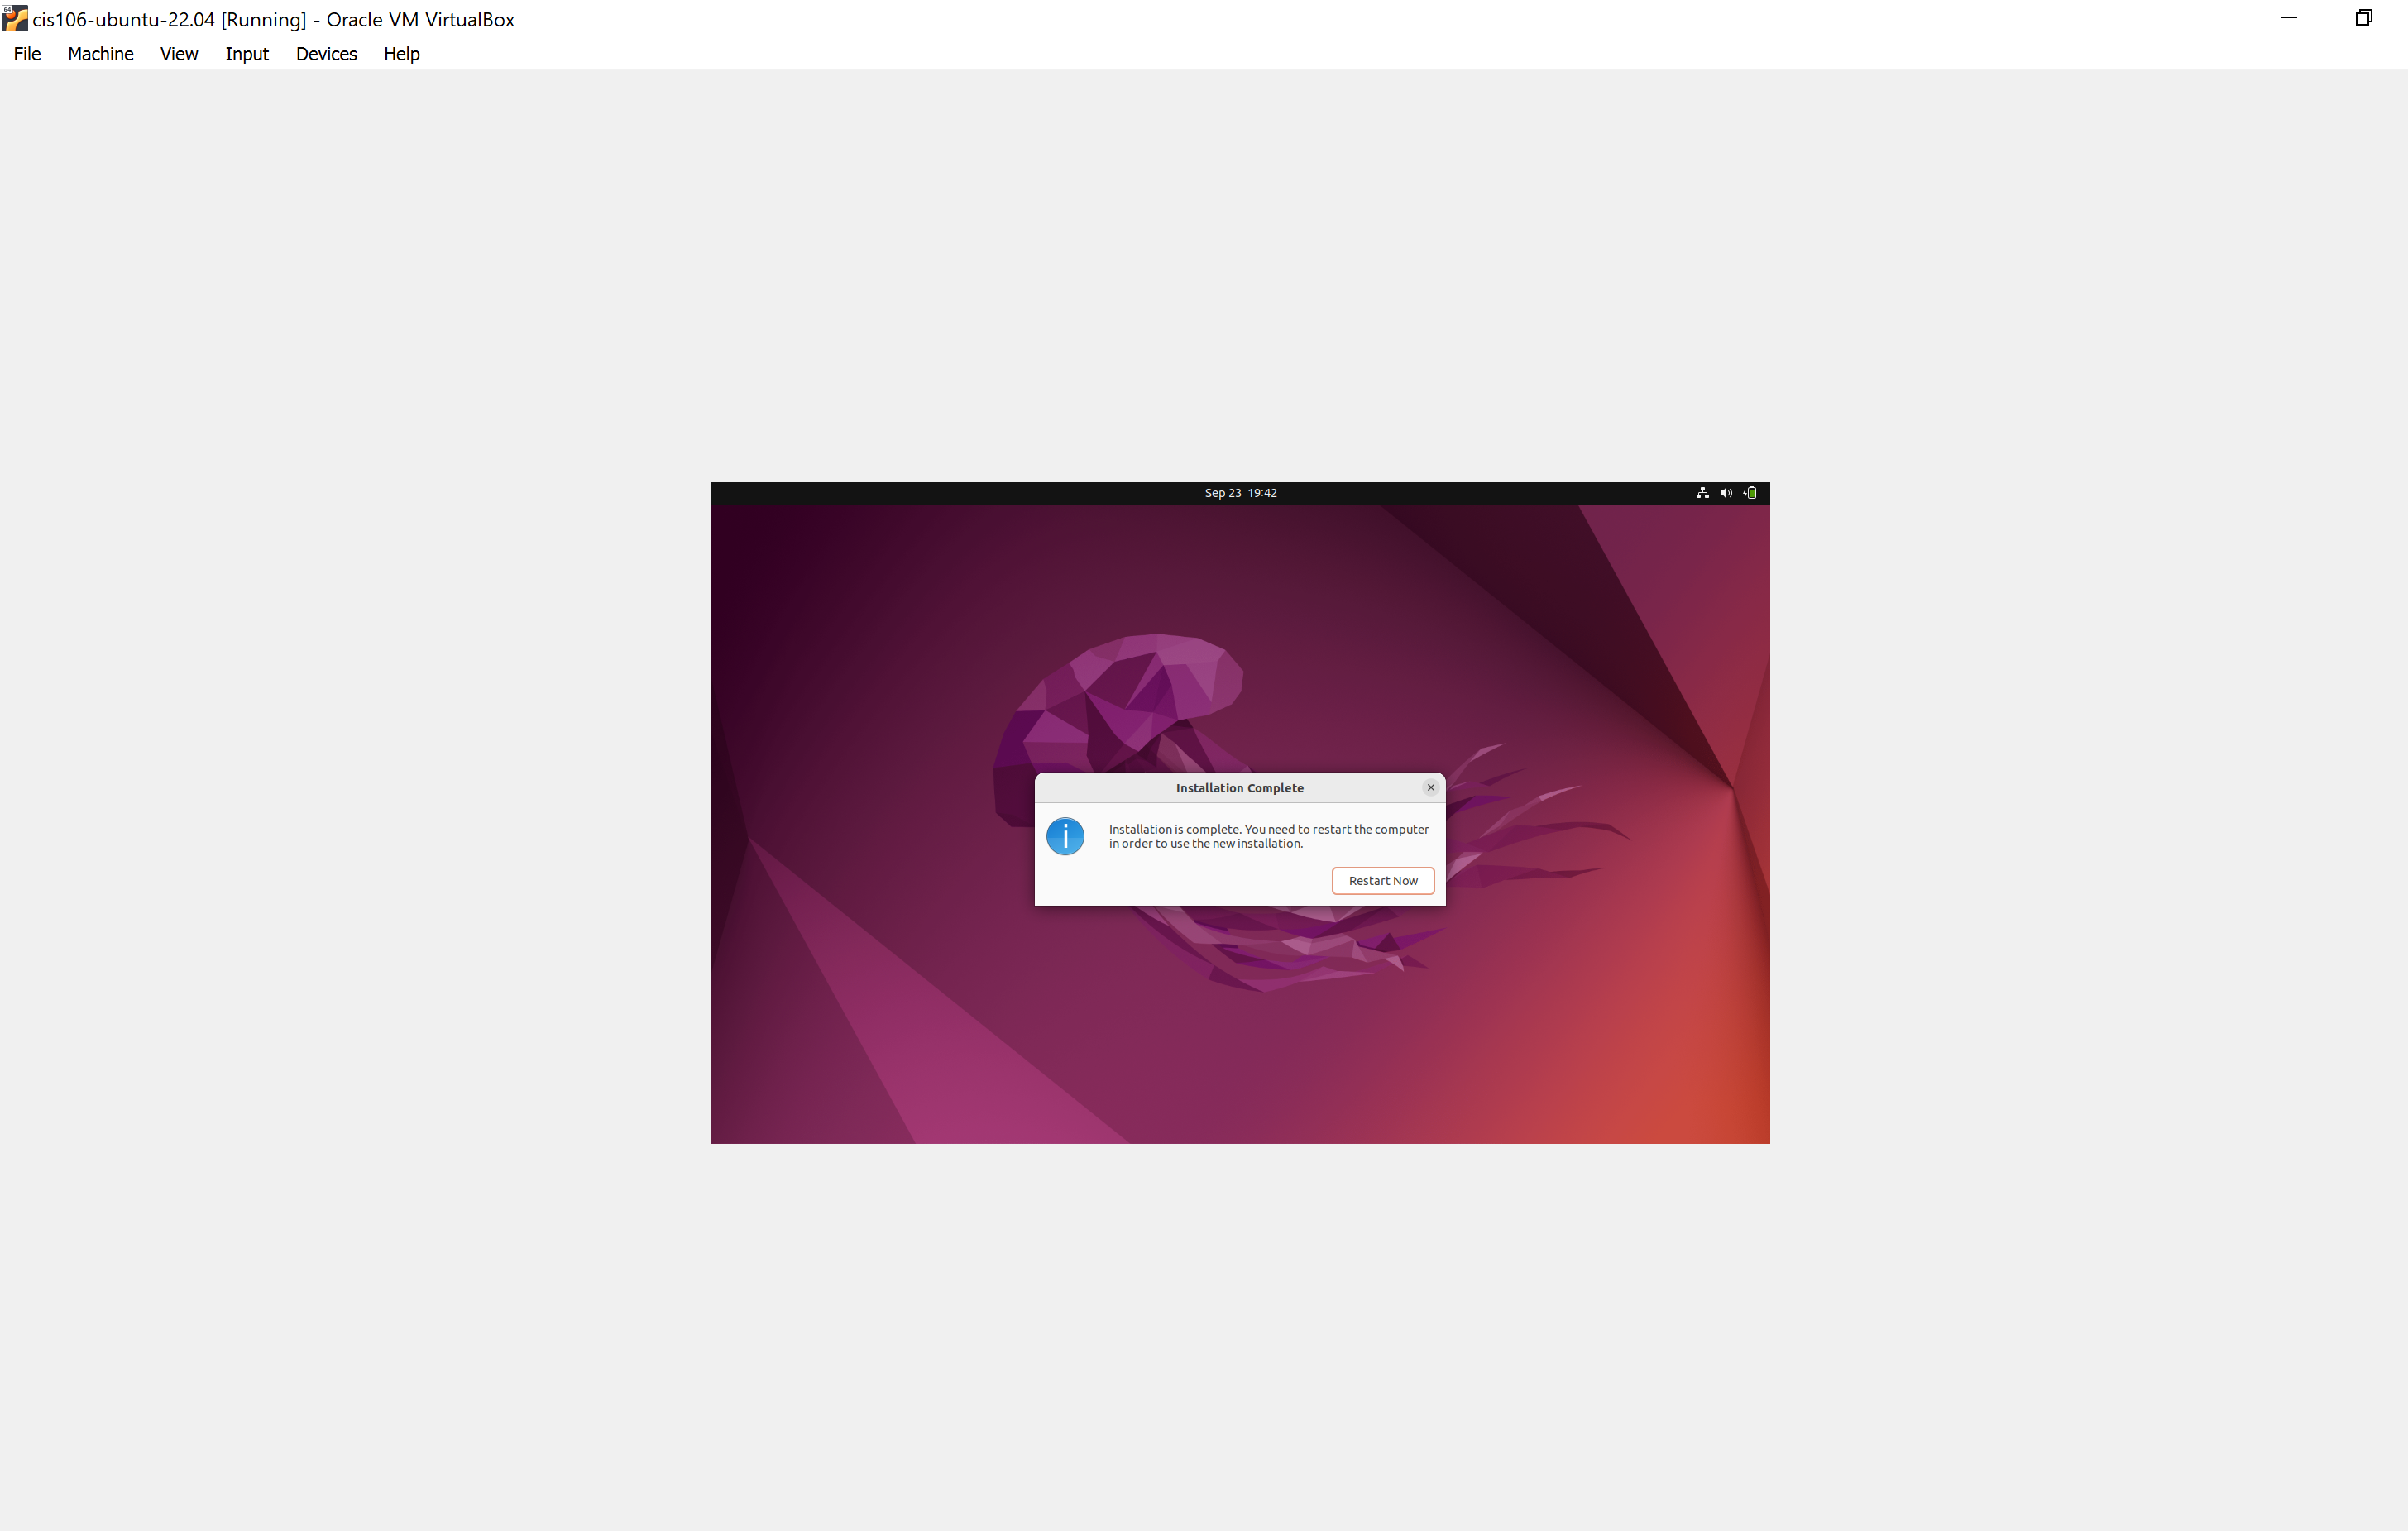 64
cis106-ubuntu-22.04 [Running] - Oracle VM VirtualBox
File Machine View Input Devices Help
Sep 23 19:42
Installation Complete
Installation is complete. You need to restart the computer
in order to use the new installation.
Restart Now